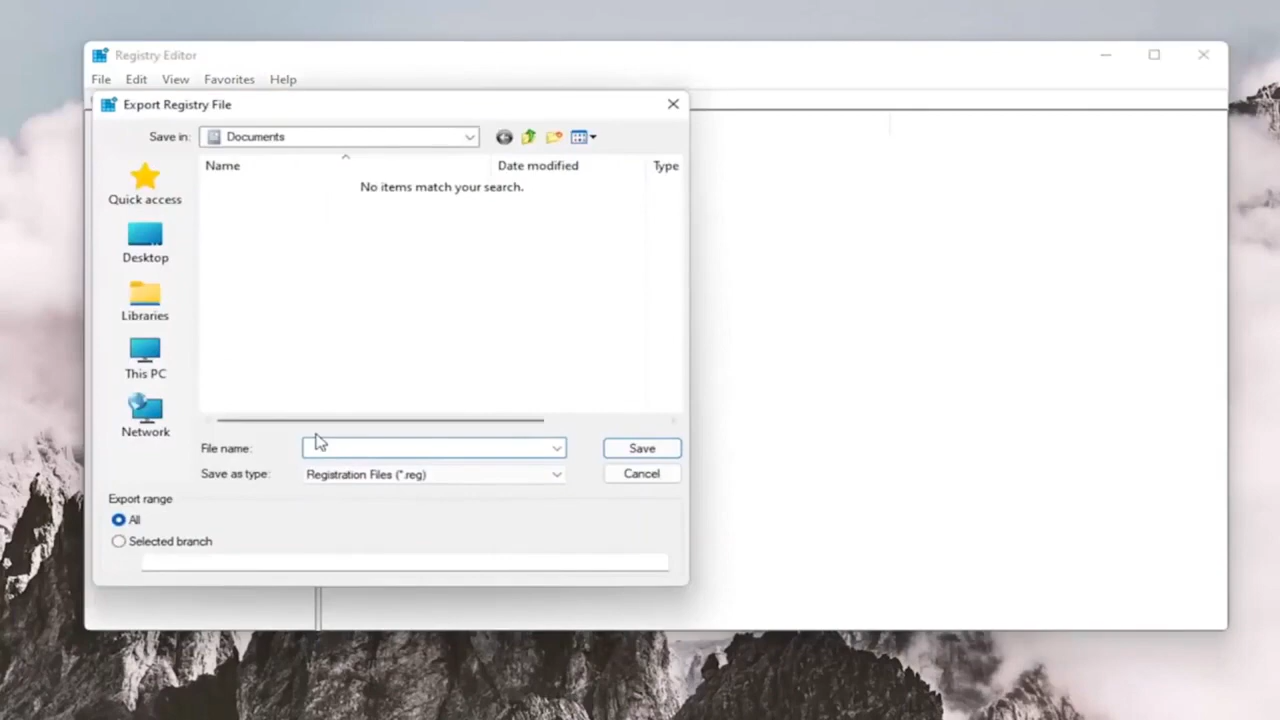 Registry Editor
File Edit View Favorites Help
Export Registry File
Save in: Documents
Name Date modified Type
No items match your search.
Quick access
Desktop
Libraries
This PC
Network
File name: Save
Save as type: Registration Files (*.reg) Cancel
Export range
All
Selected branch